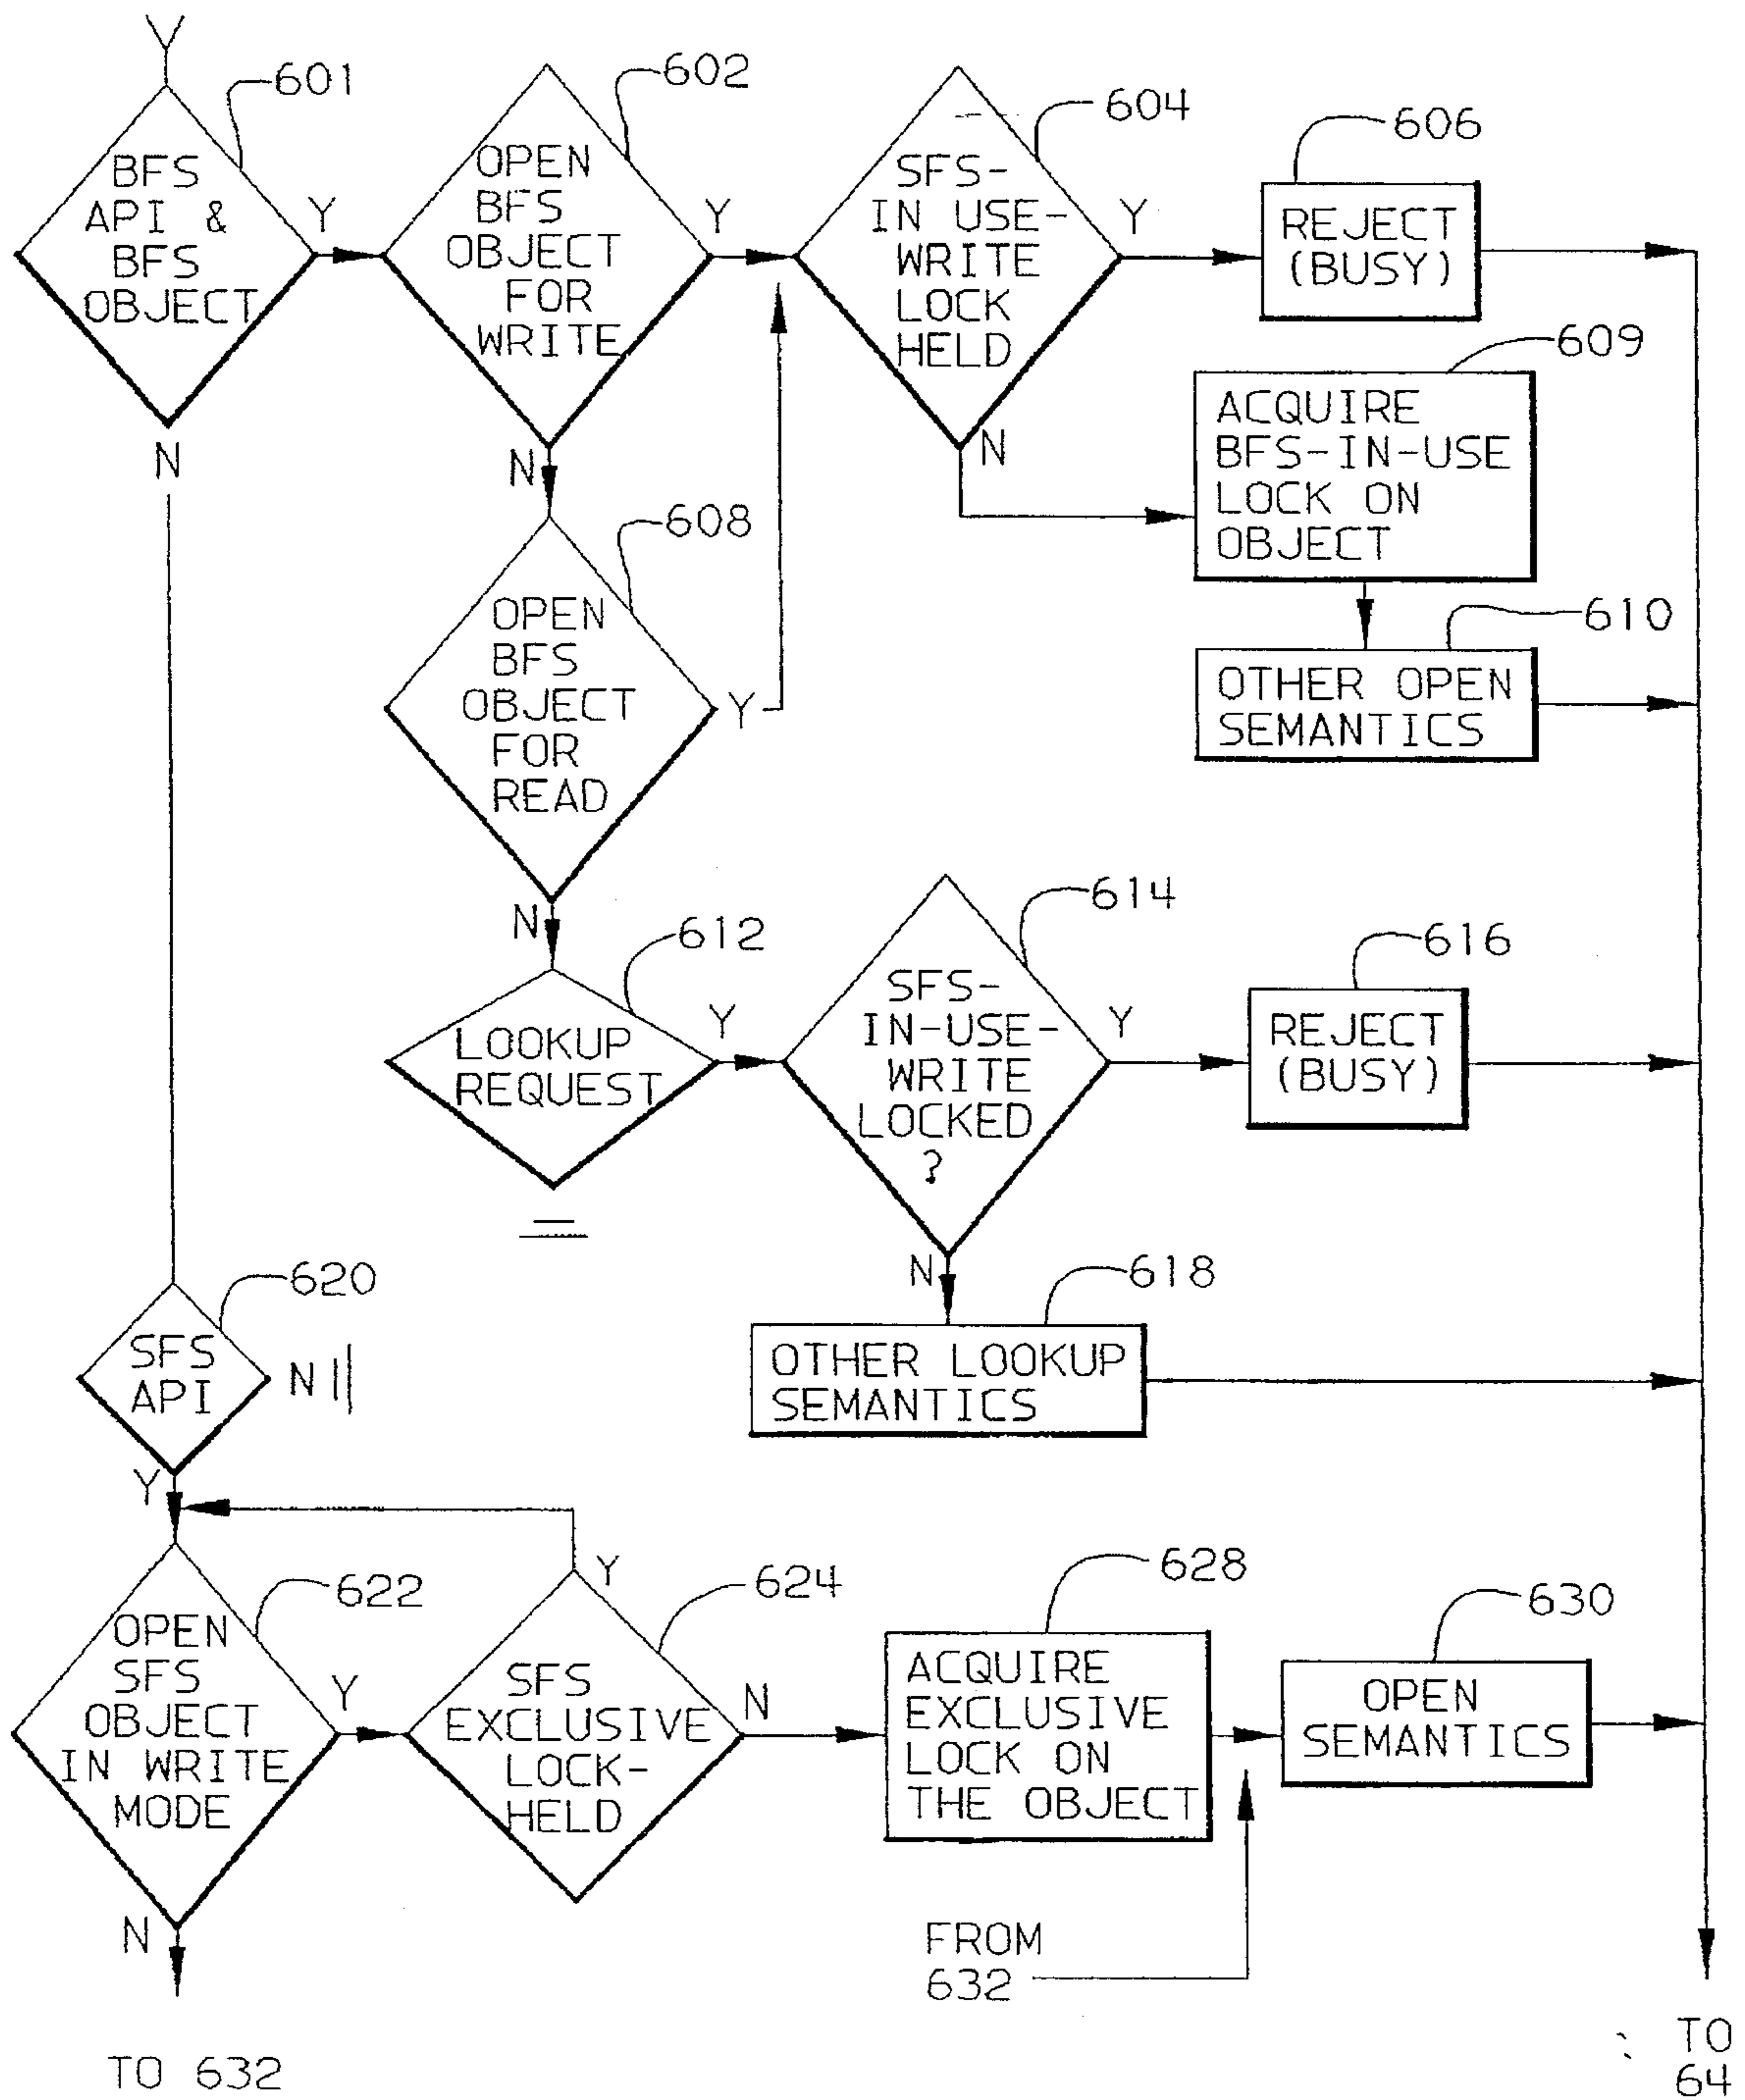 Y
601
BFS
API &
BFS
OBJECT
Y
N
602
OPEN
BFS
OBJECT
FOR
WRITE
Y
N
604
SFS-
IN USE-
WRITE
LOCK
HELD
Y
N
606
REJECT
(BUSY)
609
ACQUIRE
BFS-IN-USE
LOCK ON
OBJECT
608
OPEN
BFS
OBJECT
FOR
READ
Y
N
610
OTHER OPEN
SEMANTICS
612
LOOKUP
REQUEST
Y
614
SFS-
IN-USE-
WRITE
LOCKED
?
Y
N
616
REJECT
(BUSY)
618
OTHER LOOKUP
SEMANTICS
620
SFS
API
N
Y
622
OPEN
SFS
OBJECT
IN WRITE
MODE
Y
N
624
Y
SFS
EXCLUSIVE
LOCK-
HELD
N
628
ACQUIRE
EXCLUSIVE
LOCK ON
THE OBJECT
630
OPEN
SEMANTICS
FROM
632
TO 632
TO
64